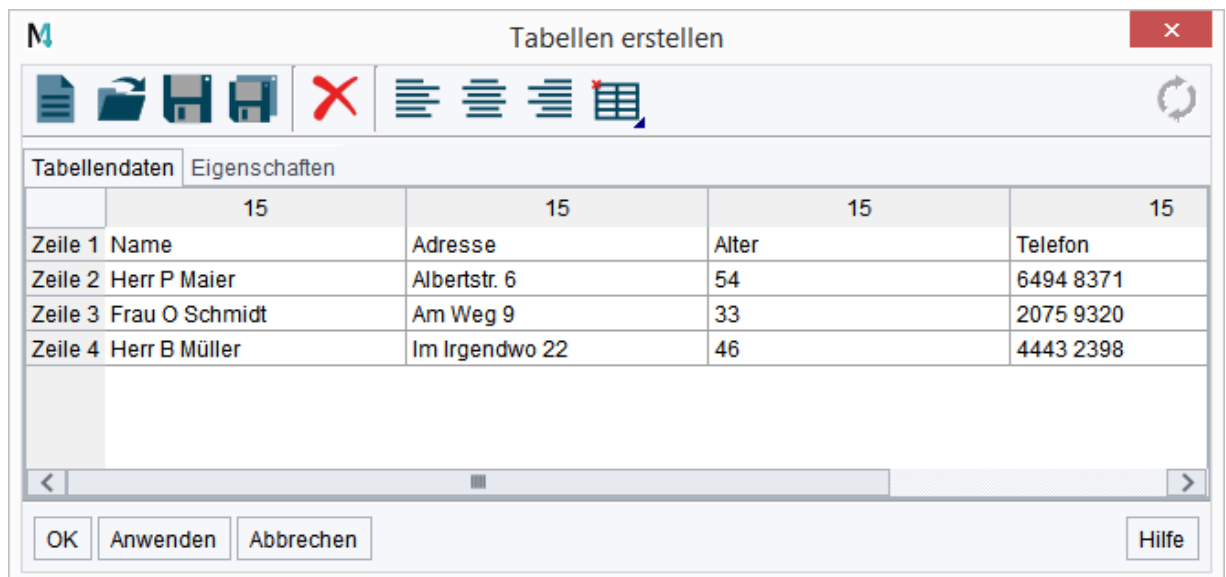 Tabellen erstellen
Tabellendaten Eigenschaften
15 15 15 15
Zeile 1 Name Adresse Alter Telefon
Zeile 2 Herr P Maier Albertstr. 6 54 6494 8371
Zeile 3 Frau O Schmidt Am Weg 9 33 2075 9320
Zeile 4 Herr B Müller Im Irgendwo 22 46 4443 2398
OK Anwenden Abbrechen Hilfe